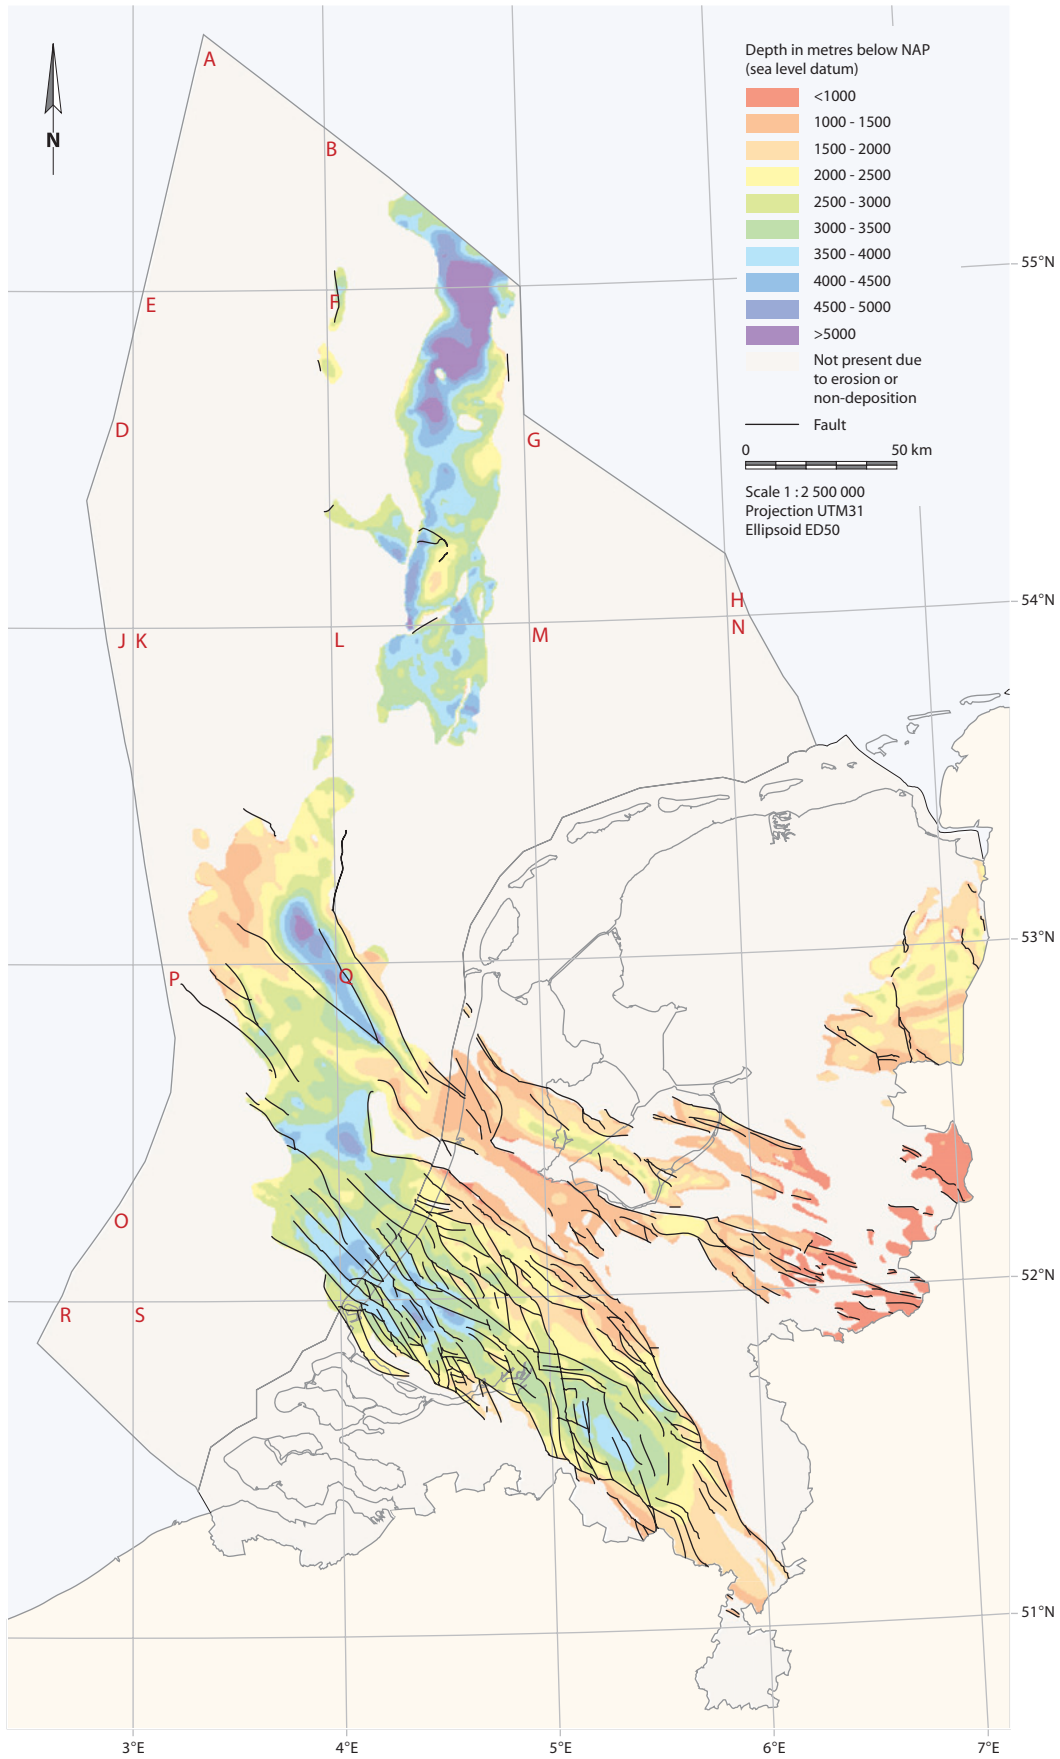 A
N
B
Depth in metres below NAP
(sea level datum)
<1000
1000 - 1500
1500 - 2000
2000 - 2500
2500 - 3000
3000 - 3500
3500 - 4000
4000 - 4500
4500 - 5000
>5000
Not present due
to erosion or
non-deposition
Fault
0 50 km
Scale 1 : 2 500 000
Projection UTM31
Ellipsoid ED50
55°N
E
F
D
G
54°N
H
J K
L
M
N
53°N
P
Q
O
52°N
R
S
51°N
3°E
4°E
5°E
6°E
7°E